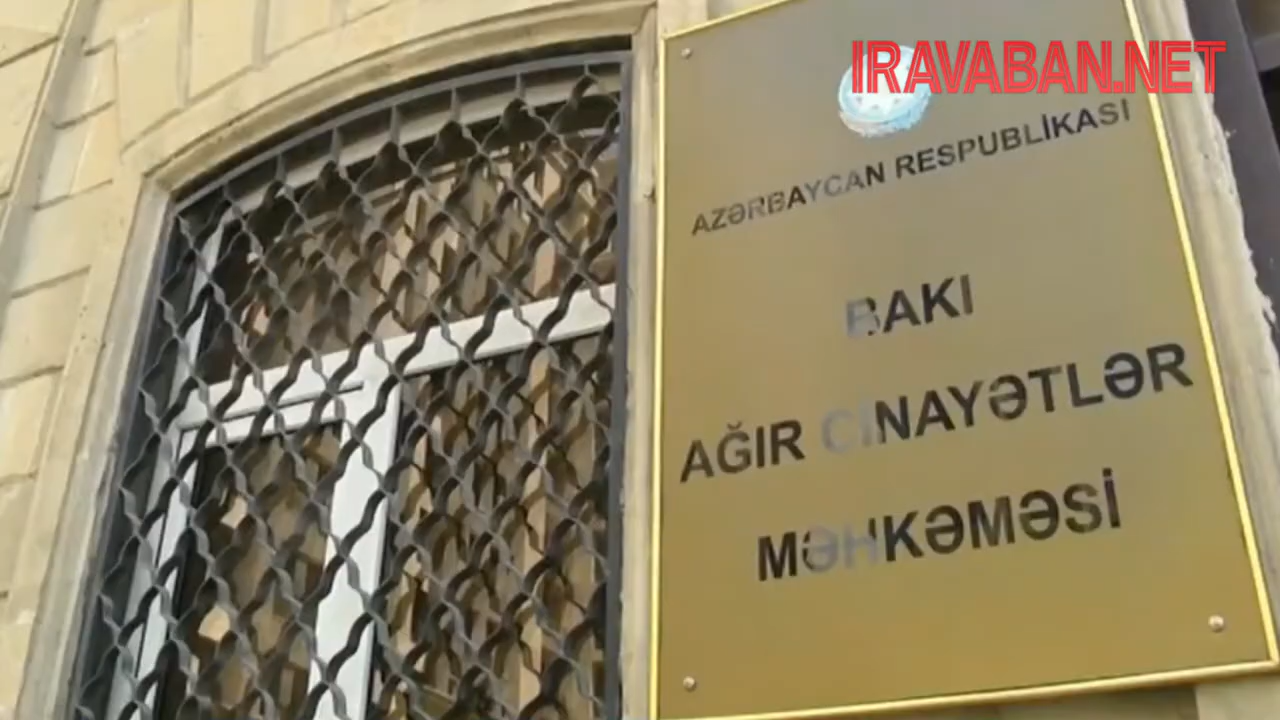 IRAVABAN.NET
AZƏRBAYCAN RESPUBLİKASI
BAKI
AĞIR CİNAYƏTLƏR
MƏHKƏMƏSİ